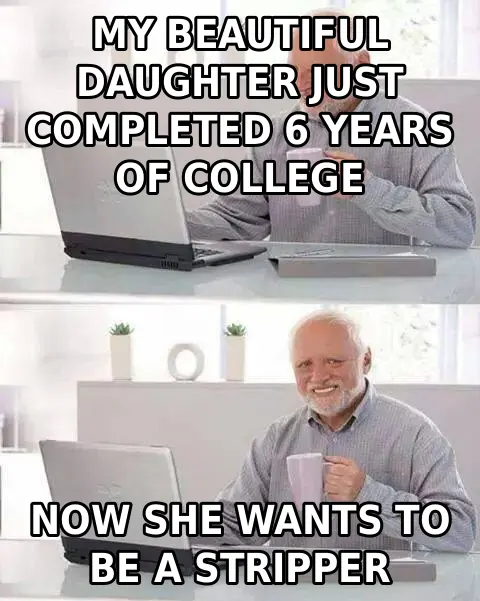 MY BEAUTIFUL
DAUGHTER JUST
COMPLETED 6 YEARS
OF COLLEGE
NOW SHE WANTS TO
BE A STRIPPER